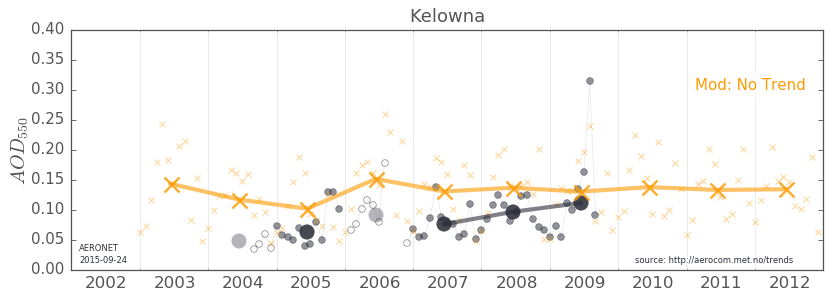 Kelowna
0.40
0.35
0.30
0.25
0.20
0.15
0.10
0.05
0.00
AOD550
Mod: No Trend
AERONET
2015-09-24
source: http://aerocom.met.no/trends
2002 2003 2004 2005 2006 2007 2008 2009 2010 2011 2012